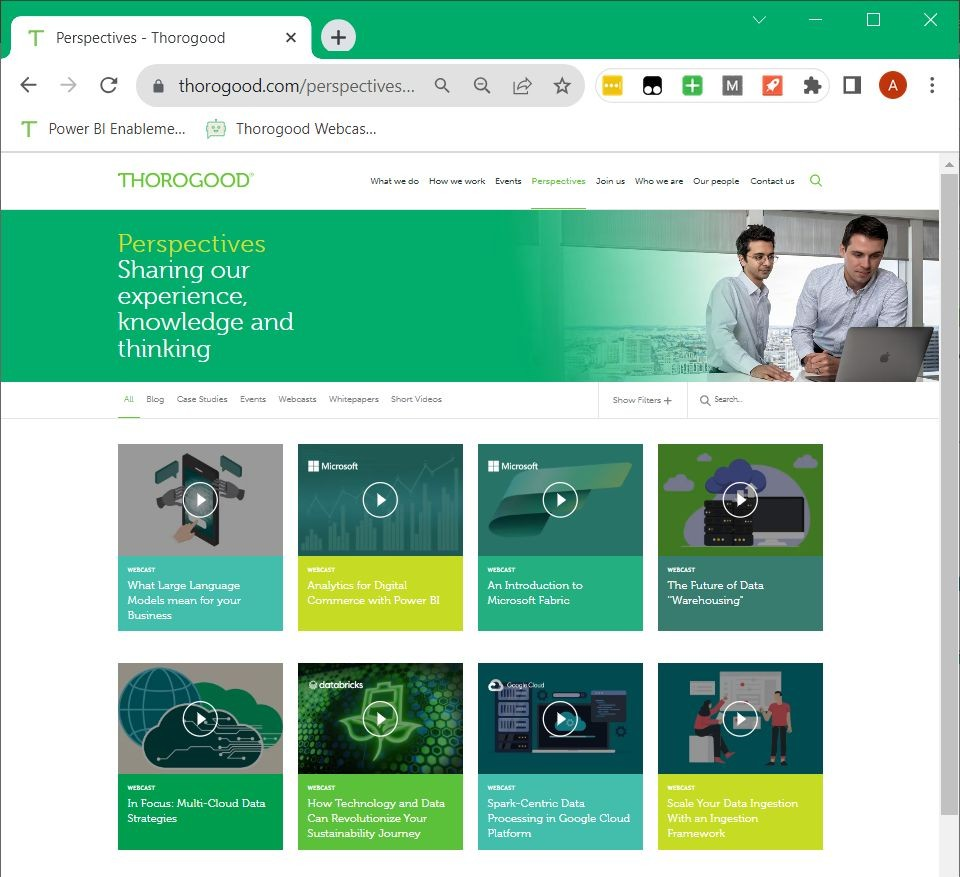 Perspectives - Thorogood
thorogood.com/perspectives...
M
A
Power BI Enableme...
Thorogood Webcas...
THOROGOOD
What we do How we work Events Perspectives Join us Who we are Our people Contact us
Perspectives
Sharing our
experience,
knowledge and
thinking
All Blog Case Studies Events Webcasts Whitepapers Short Videos Show Filters + Search...
WEBCAST
What Large Language
Models mean for your
Business
Microsoft
WEBCAST
Analytics for Digital
Commerce with Power BI
Microsoft
WEBCAST
An Introduction to
Microsoft Fabric
WEBCAST
The Future of Data
"Warehousing"
WEBCAST
In Focus: Multi-Cloud Data
Strategies
databricks
WEBCAST
How Technology and Data
Can Revolutionize Your
Sustainability Journey
Google Cloud
WEBCAST
Spark-Centric Data
Processing in Google Cloud
Platform
WEBCAST
Scale Your Data Ingestion
With an Ingestion
Framework